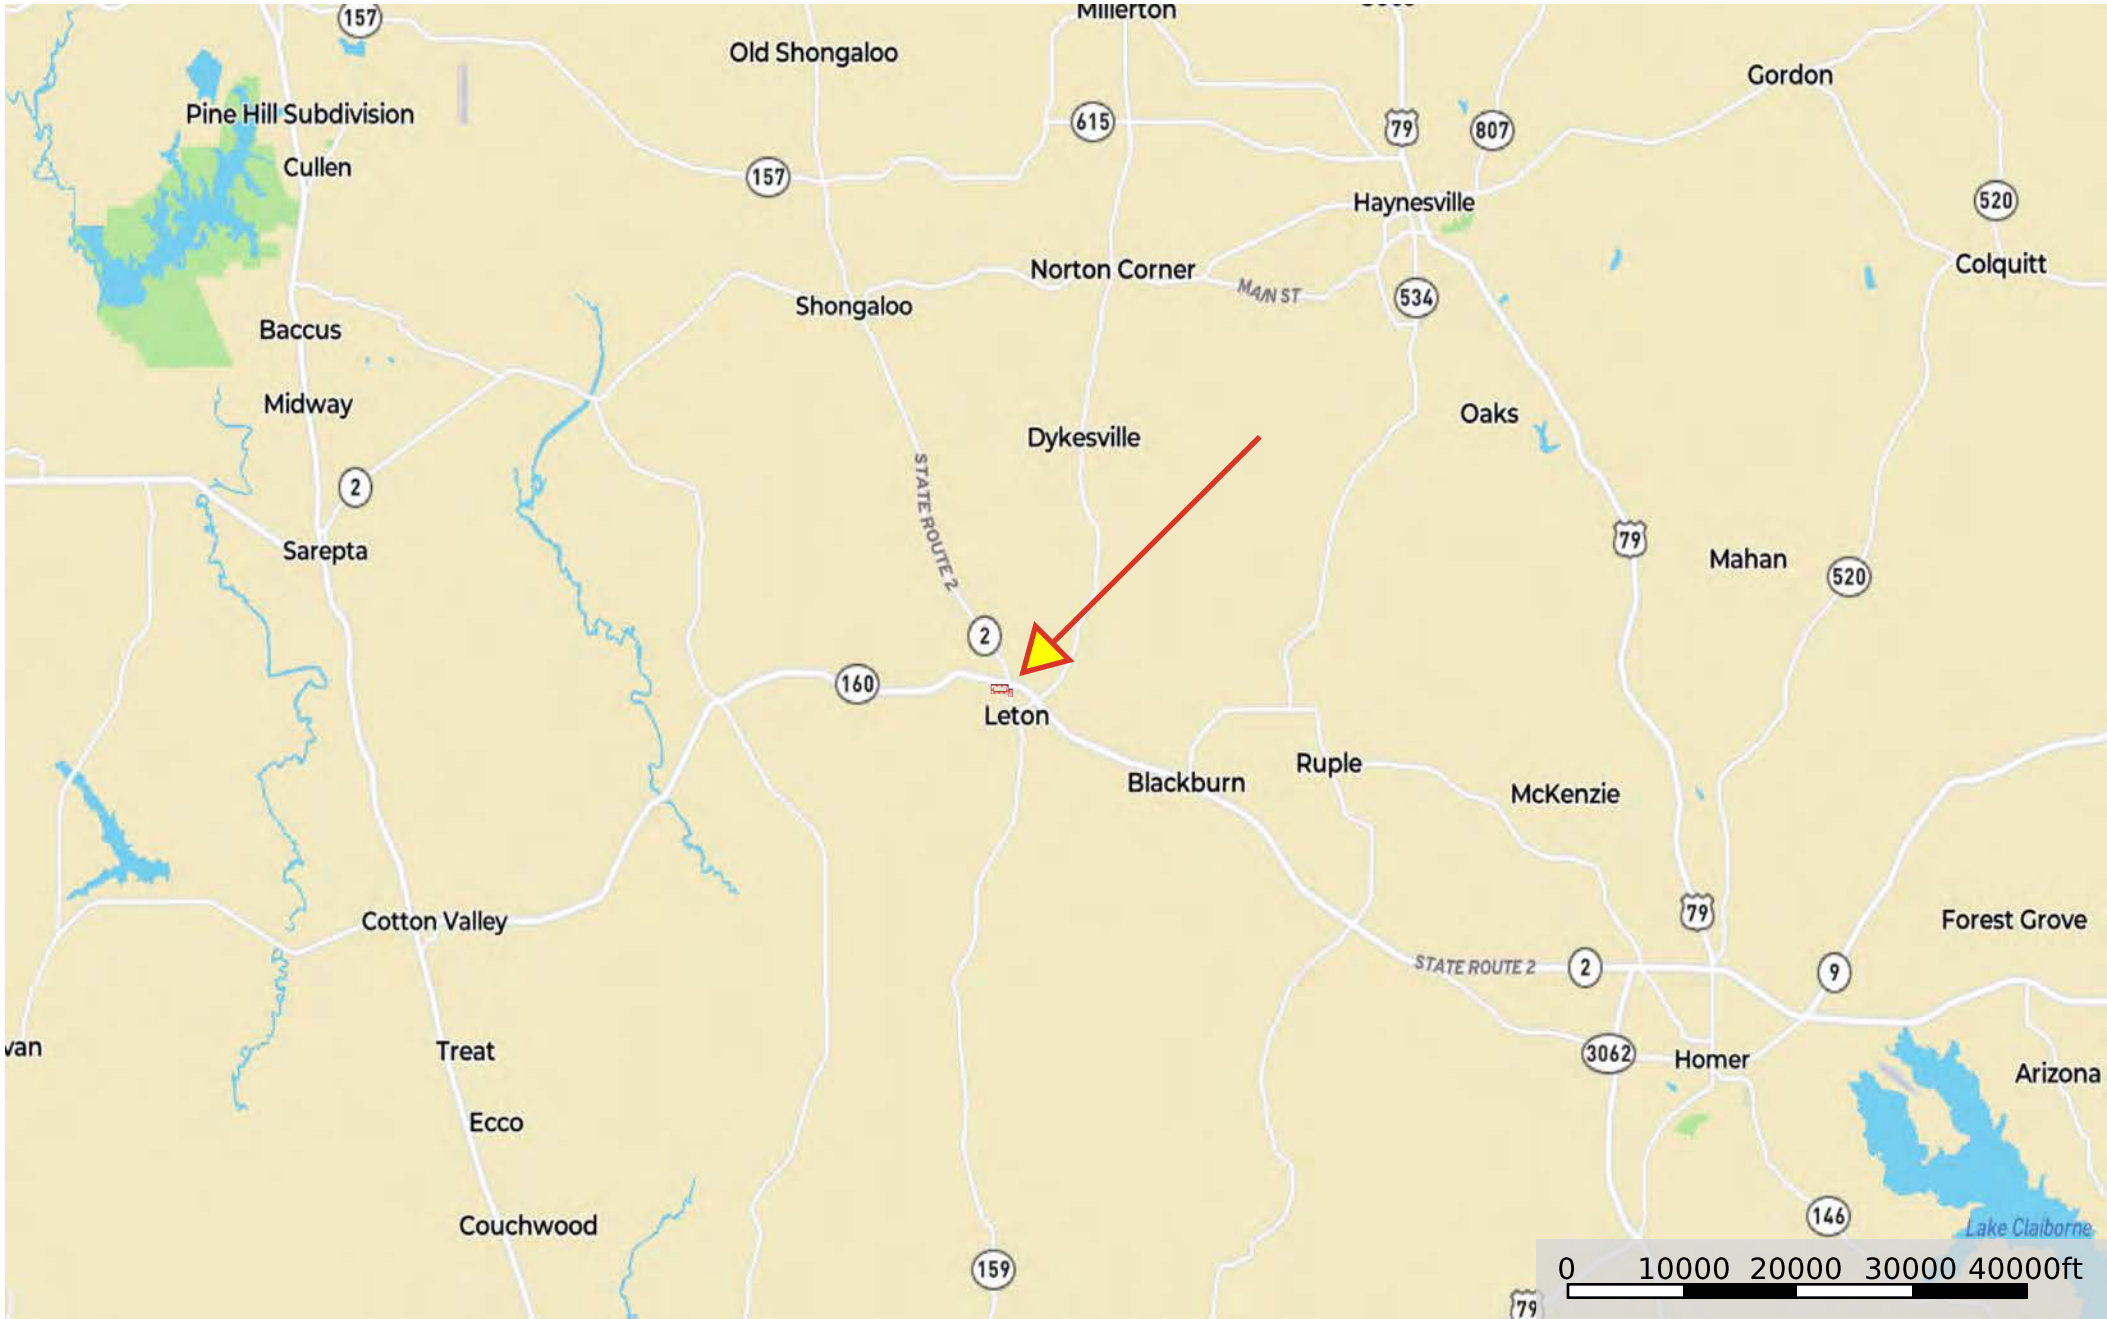 157
Millerton
Old Shongaloo
Gordon
Pine Hill Subdivision
615
79
807
Cullen
157
Haynesville
520
Norton Corner
Colquitt
MAIN ST
534
Shongaloo
Baccus
Midway
Oaks
Dykesville
STATE ROUTE 2
2
Sarepta
79
Mahan
520
2
160
Leton
Blackburn
Ruple
McKenzie
79
Forest Grove
Cotton Valley
STATE ROUTE 2
2
9
van
Treat
3062
Homer
Arizona
Ecco
Couchwood
146
Lake Claiborne
159
0 10000 20000 30000 40000ft
79